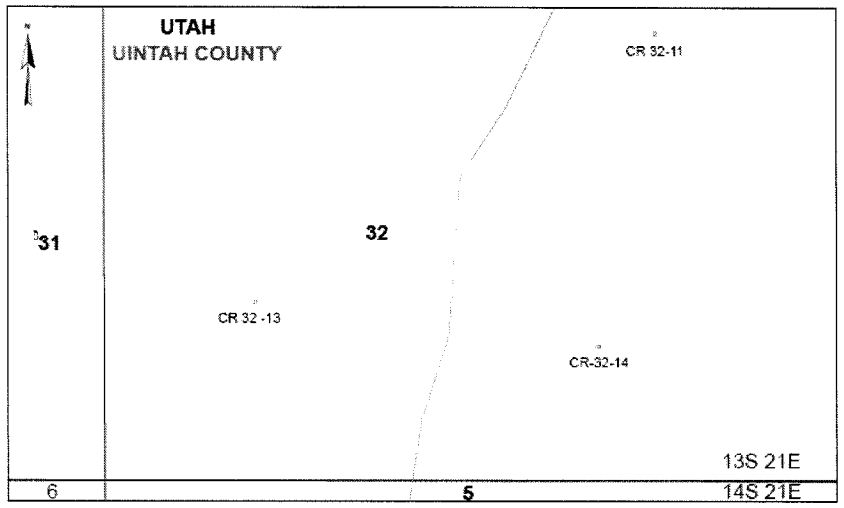 UTAH
UINTAH COUNTY
CR 32-11
31
32
CR 32 -13
CR-32-14
13S 21E
6
5
14S 21E